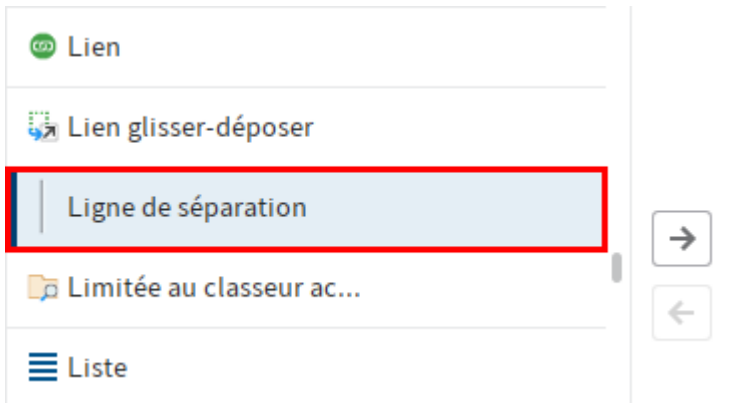 Lien
Lien glisser-déposer
Ligne de séparation
Limitée au classeur ac...
Liste